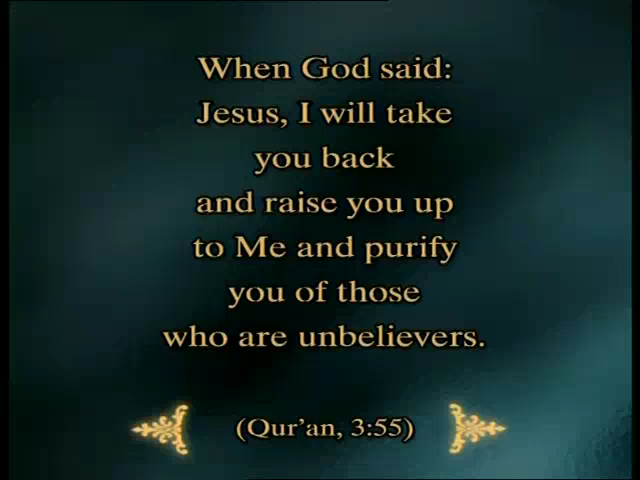 When God said:
Jesus, I will take
you back
and raise you up
to Me and purify
you of those
who are unbelievers.
(Qur'an, 3:55)